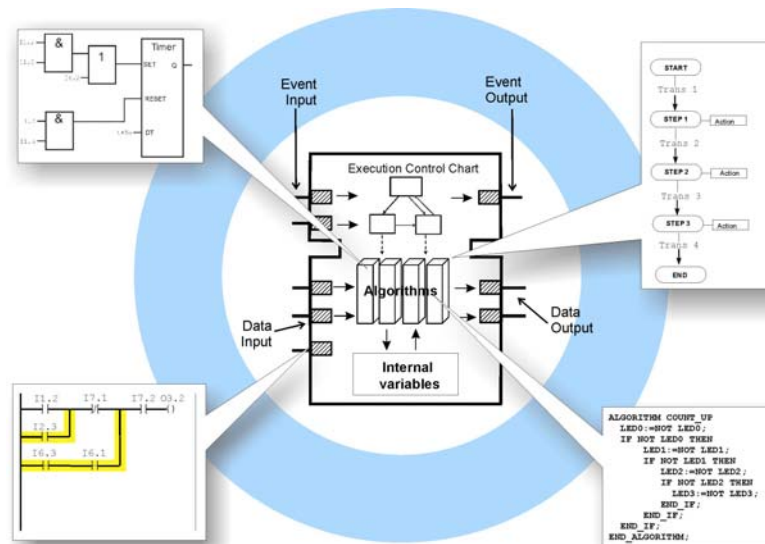 Timer
&
1
SET Q
RESET
&
DT
Event
Input
Event
Output
START
Trans 1
STEP 1
Action
Trans 2
STEP 2
Action
Trans 3
STEP 3
Action
Trans 4
END
Execution Control Chart
Algorithms
Data
Input
Data
Output
Internal
variables
I1.2 I7.1 I7.2 O3.2
I2.3
I6.3 I6.1
ALGORITHM COUNT_UP
LED0:=NOT LED0;
IF NOT LED0 THEN
LED1:=NOT LED1;
IF NOT LED1 THEN
LED2:=NOT LED2;
IF NOT LED2 THEN
LED3:=NOT LED3;
END_IF;
END_IF;
END_IF;
END_ALGORITHM;